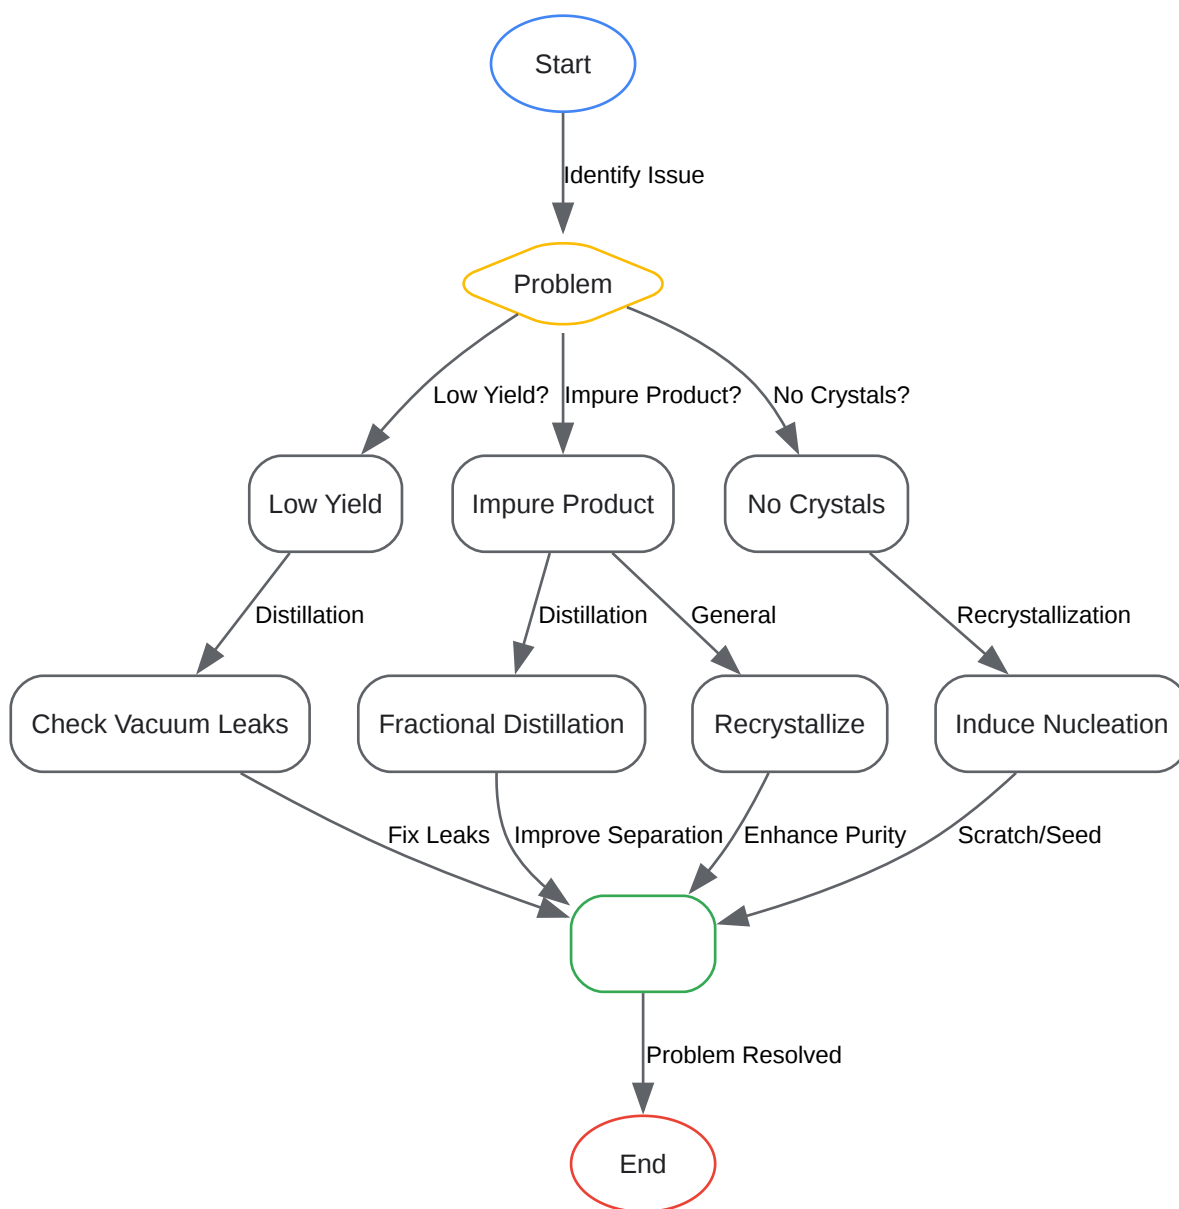 Start
Identify Issue
Problem
Low Yield?
Impure Product?
No Crystals?
Low Yield
Impure Product
No Crystals
Distillation
Distillation
General
Recrystallization
Check Vacuum Leaks
Fractional Distillation
Recrystallize
Induce Nucleation
Fix Leaks
Improve Separation
Enhance Purity
Scratch/Seed
Problem Resolved
End